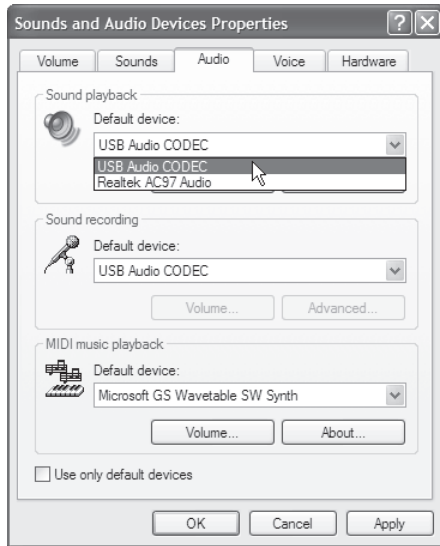 Sounds and Audio Devices Properties
Volume Sounds Audio Voice Hardware
Sound playback
Default device:
USB Audio CODEC
USB Audio CODEC
Realtek AC97 Audio
Sound recording
Default device:
USB Audio CODEC
Volume... Advanced...
MIDI music playback
Default device:
Microsoft GS Wavetable SW Synth
Volume... About...
Use only default devices
OK Cancel Apply